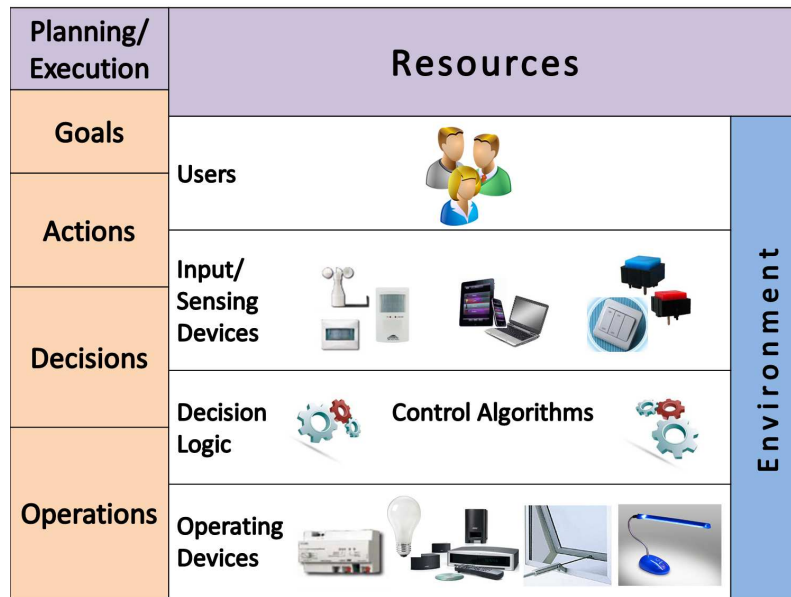 Planning/
Execution
Resources
Goals
Actions
Decisions
Operations
Users
Input/
Sensing
Devices
Decision
Logic
Control Algorithms
Operating
Devices
Environment